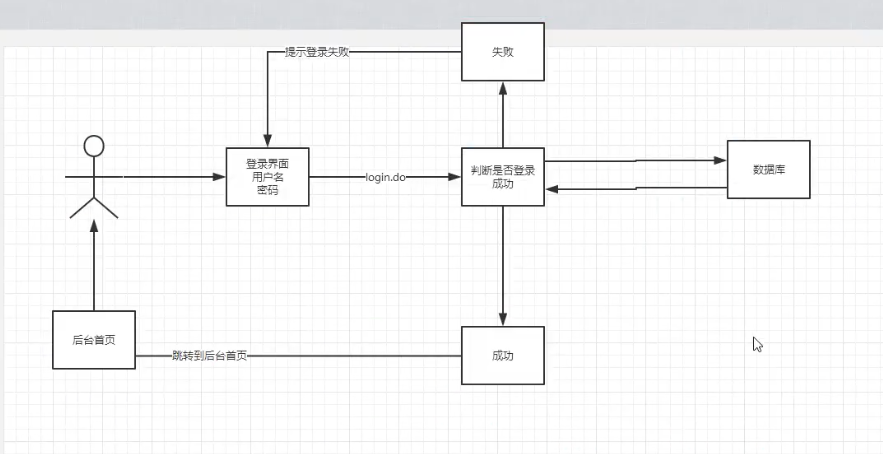 失败
提示登录失败
登录界面
用户名
密码
login.do
判断是否登录
成功
数据库
后台首页
跳转到后台首页
成功